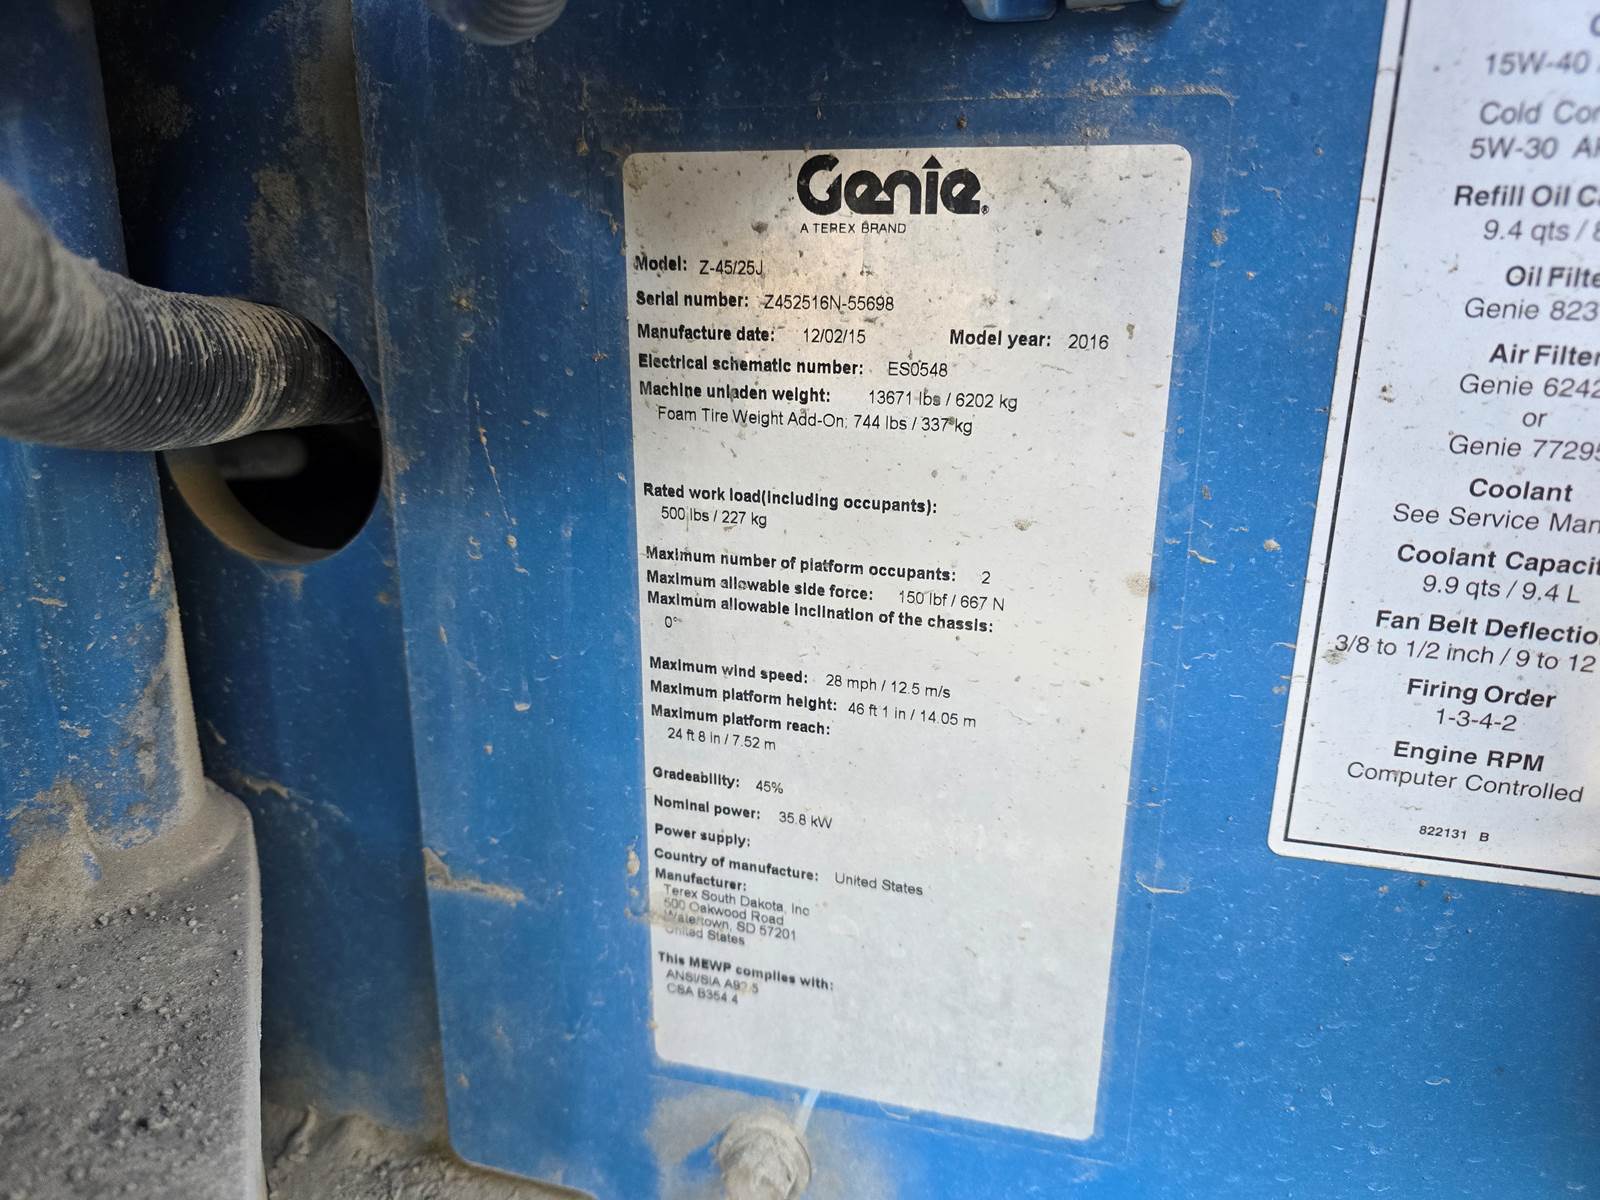 Genie®
A TEREX BRAND
Model: Z-45/25J
Serial number: Z452516N-55698
Manufacture date: 12/02/15 Model year: 2016
Electrical schematic number: ES0548
Machine unladen weight: 13671 lbs / 6202 kg
Foam Tire Weight Add-On: 744 lbs / 337 kg
Rated work load(including occupants):
500 lbs / 227 kg
Maximum number of platform occupants: 2
Maximum allowable side force: 150 lbf / 667 N
Maximum allowable inclination of the chassis:
0°
Maximum wind speed: 28 mph / 12.5 m/s
Maximum platform height: 46 ft 1 in / 14.05 m
Maximum platform reach:
24 ft 8 in / 7.52 m
Gradeability: 45%
Nominal power: 35.8 kW
Power supply:
Country of manufacture: United States
Manufacturer:
Terex South Dakota, Inc
500 Oakwood Road
Watertown, SD 57201
United States
This MEWP complies with:
ANSI/SIA A92.5
CSA B354.4
15W-40
Cold
5W-30
Refill Oil
9.4 qts /
Oil
Genie 823
Air Filter
Genie 6242
or
Genie 7729
Coolant
See Service
Coolant
9.9 qts / 9.4 L
Fan Belt
3/8 to 1/2 inch / 9 to 12
Firing Order
1-3-4-2
Engine RPM
Computer Controlled
822131 B